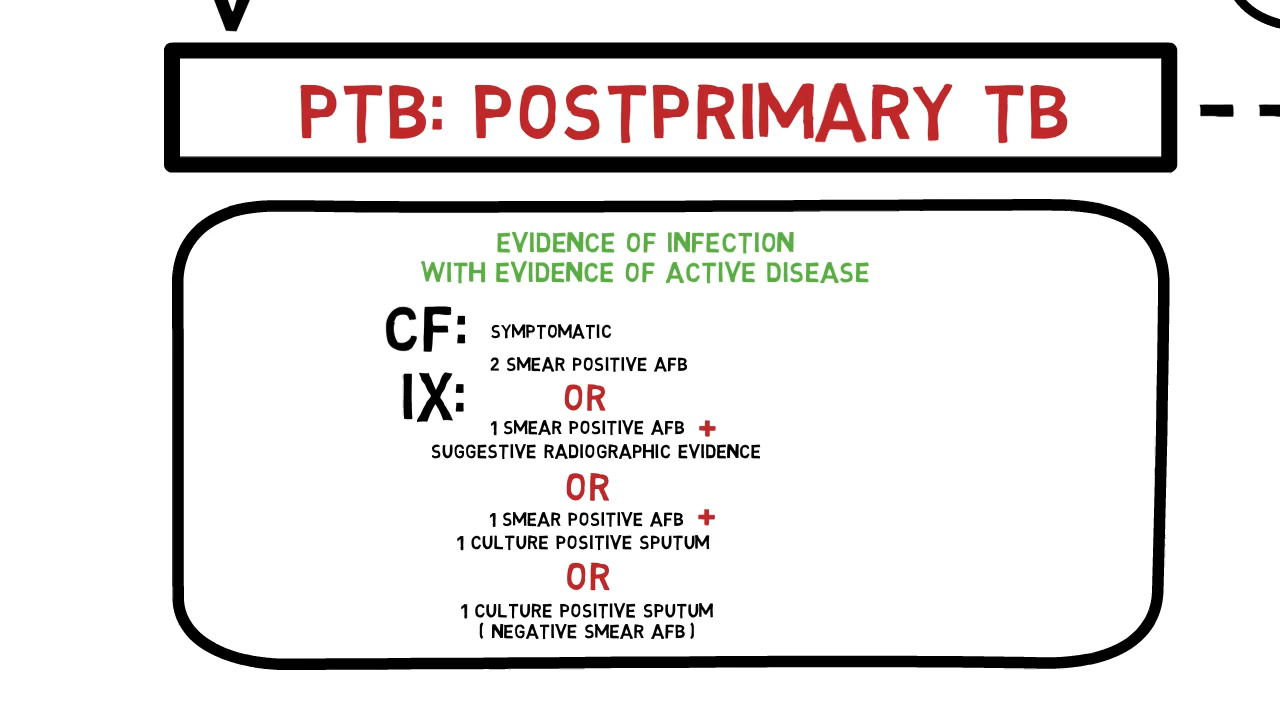 PTB: POSTPRIMARY TB
EVIDENCE OF INFECTION
WITH EVIDENCE OF ACTIVE DISEASE
CF: SYMPTOMATIC
2 SMEAR POSITIVE AFB
IX: OR
1 SMEAR POSITIVE AFB +
SUGGESTIVE RADIOGRAPHIC EVIDENCE
OR
1 SMEAR POSITIVE AFB +
1 CULTURE POSITIVE SPUTUM
OR
1 CULTURE POSITIVE SPUTUM
( NEGATIVE SMEAR AFB )